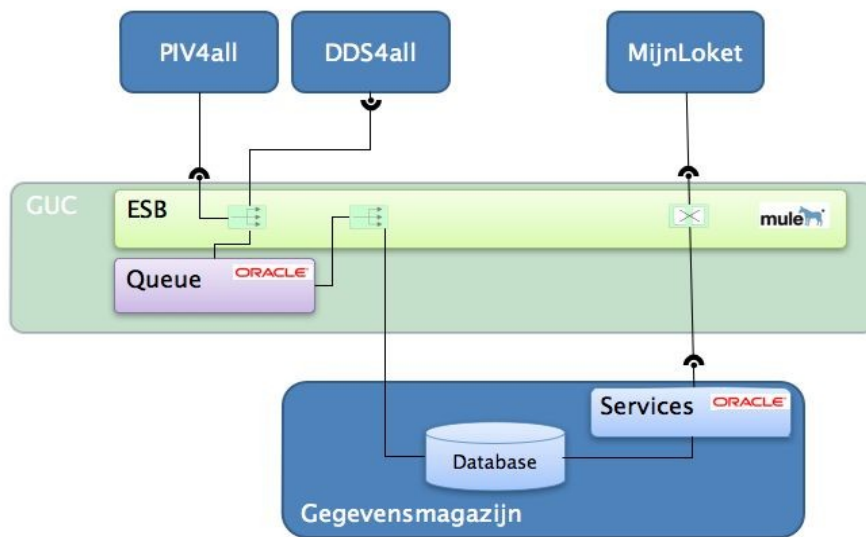 PIV4all
DDS4all
MijnLoket
GUC
ESB
mule
Queue
ORACLE
Services
ORACLE
Database
Gegevensmagazijn